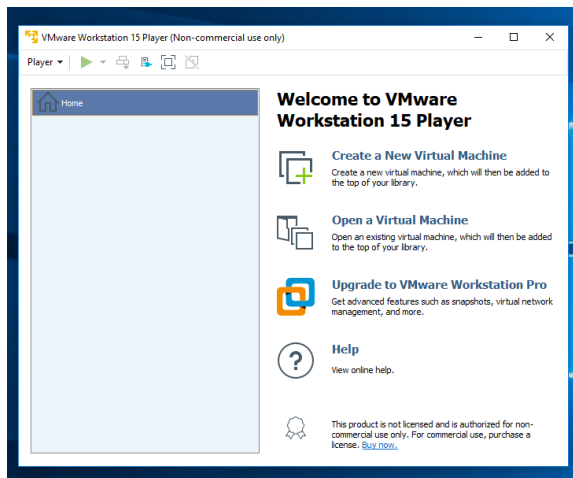 VMware Workstation 15 Player (Non-commercial use only)
Player
Home
Welcome to VMware
Workstation 15 Player
Create a New Virtual Machine
Create a new virtual machine, which will then be added to
the top of your library.
Open a Virtual Machine
Open an existing virtual machine, which will then be added
to the top of your library.
Upgrade to VMware Workstation Pro
Get advanced features such as snapshots, virtual network
management, and more.
Help
View online help.
This product is not licensed and is authorized for non-
commercial use only. For commercial use, purchase a
license. Buy now.